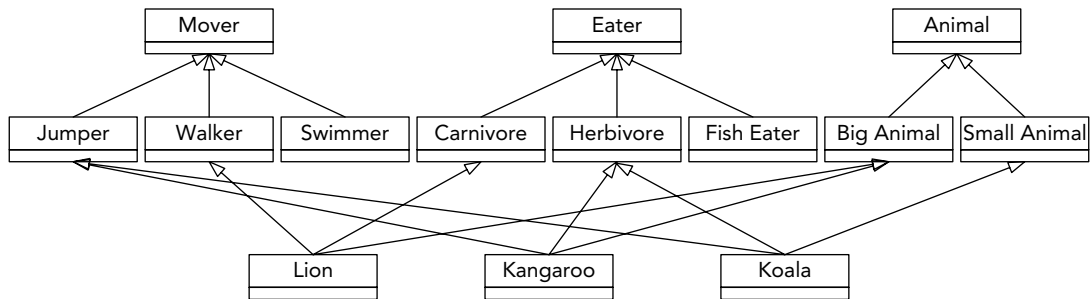 Mover
Eater
Animal
Jumper
Walker
Swimmer
Carnivore
Herbivore
Fish Eater
Big Animal
Small Animal
Lion
Kangaroo
Koala